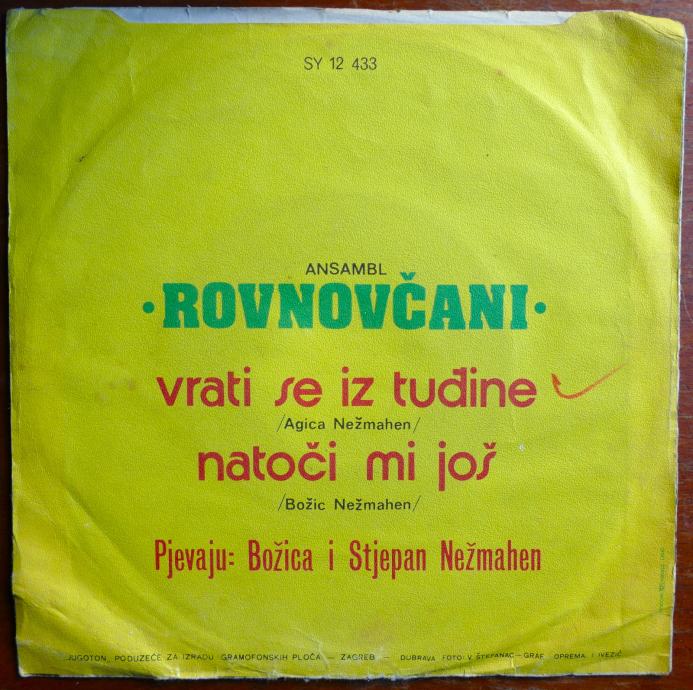 SY 12 433
ANSAMBL
•ROVNOVČANI•
vrati se iz tuđine
/Agica Nežmahen/
natoči mi još
/Božic Nežmahen/
Pjevaju: Božica i Stjepan Nežmahen
JUGOTON, PODUZEĆE ZA IZRADU GRAMOFONSKIH PLOČA — ZAGREB — DUBRAVA FOTO: V ŠTEFANAC—GRAF OPREMA I IVEZIĆ